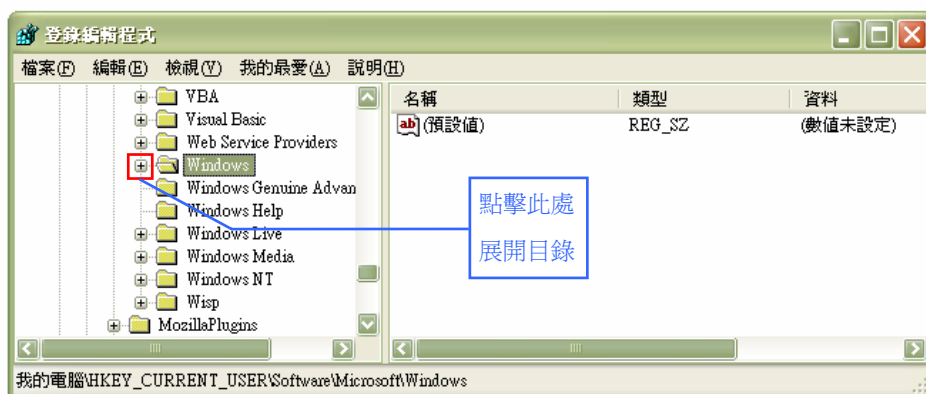 登錄編輯程式
檔案(F) 編輯(E) 檢視(V) 我的最愛(A) 說明(H)
VBA
Visual Basic
Web Service Providers
Windows
Windows Genuine Advan
Windows Help
Windows Live
Windows Media
Windows NT
Wisp
MozillaPlugins
名稱 類型 資料
ab (預設值) REG_SZ (數值未設定)
點擊此處
展開目錄
我的電腦\HKEY_CURRENT_USER\Software\Microsoft\Windows